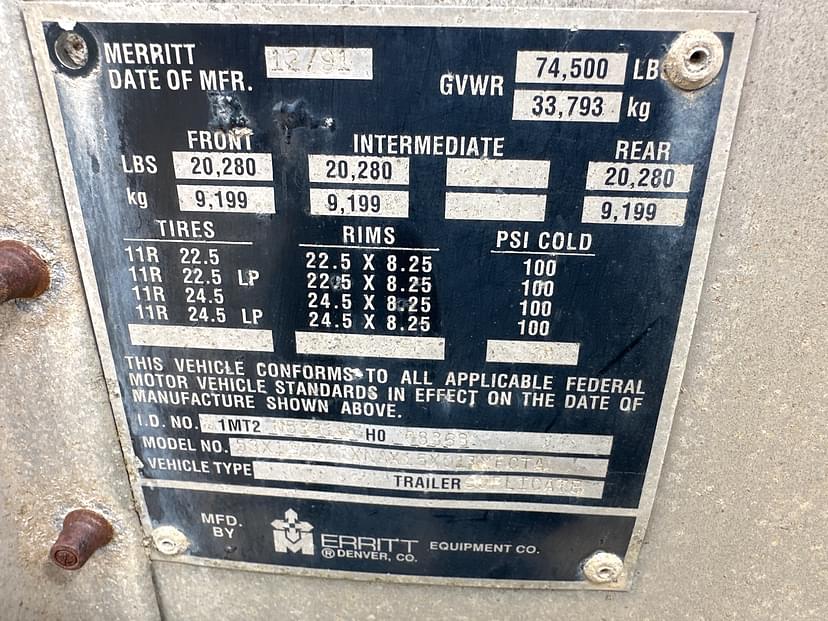 MERRITT
DATE OF MFR. 12/91
GVWR 74,500 LBS
33,793 kg
FRONT INTERMEDIATE REAR
LBS 20,280 20,280 20,280
kg 9,199 9,199 9,199
TIRES RIMS PSI COLD
11R 22.5 22.5 X 8.25 100
11R 22.5 LP 22.5 X 8.25 100
11R 24.5 24.5 X 8.25 100
11R 24.5 LP 24.5 X 8.25 100
THIS VEHICLE CONFORMS TO ALL APPLICABLE FEDERAL
MOTOR VEHICLE STANDARDS IN EFFECT ON THE DATE OF
MANUFACTURE SHOWN ABOVE.
I.D. NO. 1MT2 H0
MODEL NO.
VEHICLE TYPE TRAILER
MFD. BY MERRITT EQUIPMENT CO.
® DENVER, CO.